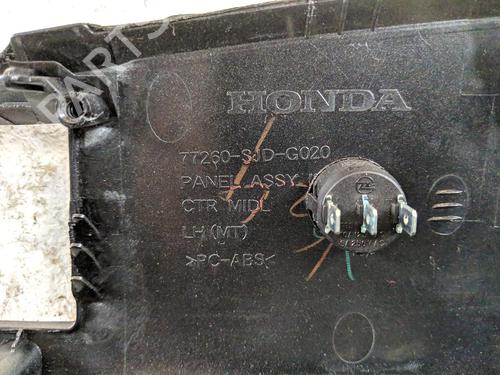 HONDA
77260-SJD-G020
PANEL ASSY
CTR MIDL
LH(MT)
>PC-ABS<